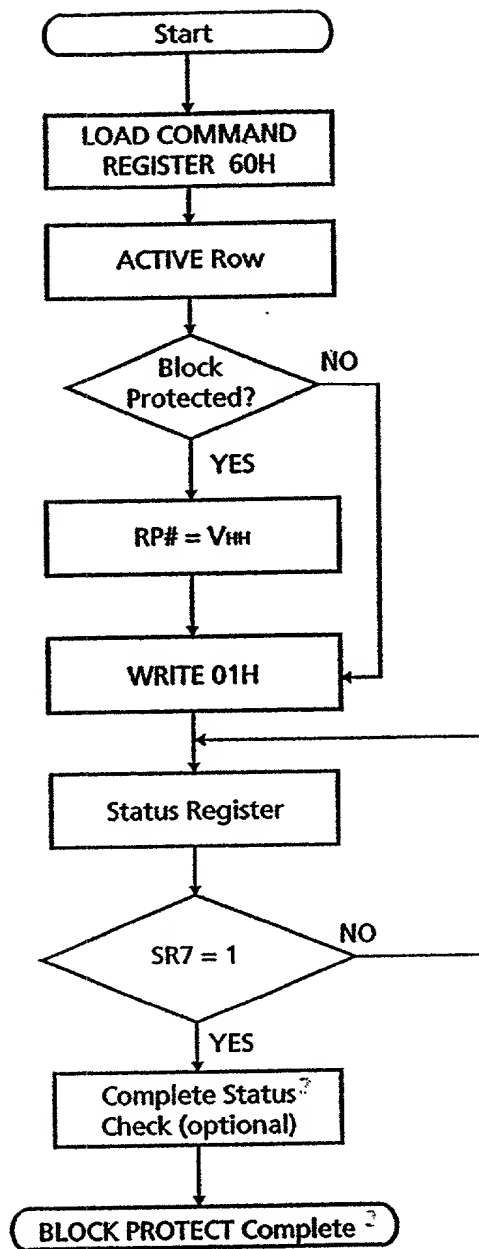 Start
LOAD COMMAND
REGISTER 60H
ACTIVE Row
Block
Protected?
NO
YES
RP# = VHH
WRITE 01H
Status Register
SR7 = 1
NO
YES
Complete Status
Check (optional)
BLOCK PROTECT Complete